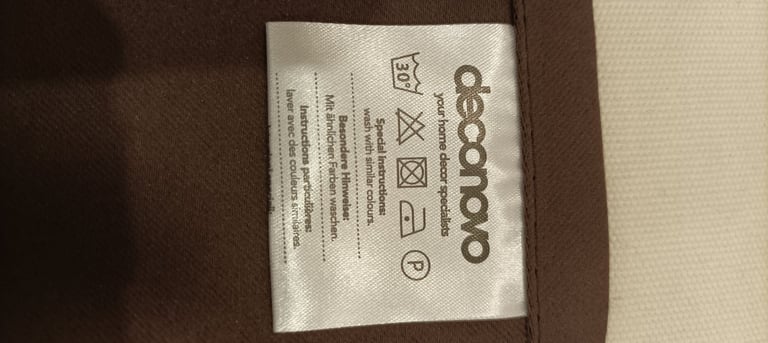 deconovo
your home decor specialists
30°
P
Special Instructions:
wash with similar colours.
Besondere Hinweise:
Mit ähnlichen Farben waschen.
Instructions particulières:
laver avec des couleurs similaires.